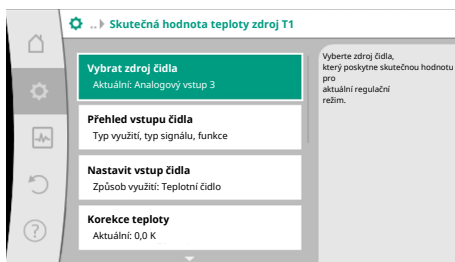 ..▸ Skutečná hodnota teploty zdroj T1
Vybrat zdroj čidla
Aktuální: Analogový vstup 3
Přehled vstupu čidla
Typ využití, typ signálu, funkce
Nastavit vstup čidla
Způsob využití: Teplotní čidlo
Korekce teploty
Aktuální: 0,0 K
Vyberte zdroj čidla,
který poskytne skutečnou hodnotu
pro
aktuální regulační
režim.